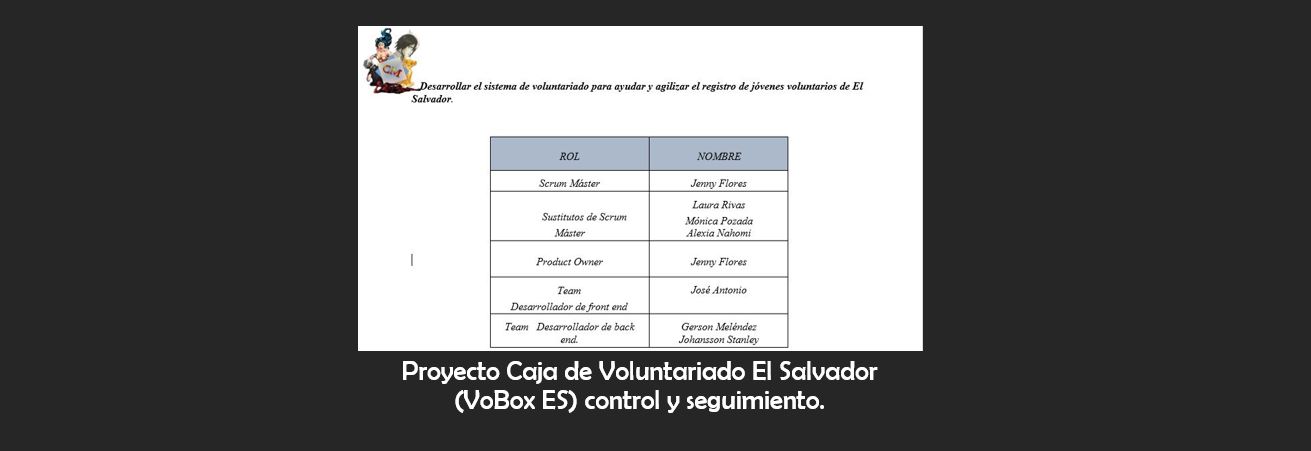 GM
Desarrollar el sistema de voluntariado para ayudar y agilizar el registro de jóvenes voluntarios de El
Salvador.
ROL
NOMBRE
Scrum Máster
Jenny Flores
Sustitutos de Scrum
Máster
Laura Rivas
Mónica Pozada
Alexia Nahomi
Product Owner
Jenny Flores
Team
Desarrollador de front end
José Antonio
Team Desarrollador de back
end.
Gerson Meléndez
Johansson Stanley
Proyecto Caja de Voluntariado El Salvador
(VoBox ES) control y seguimiento.